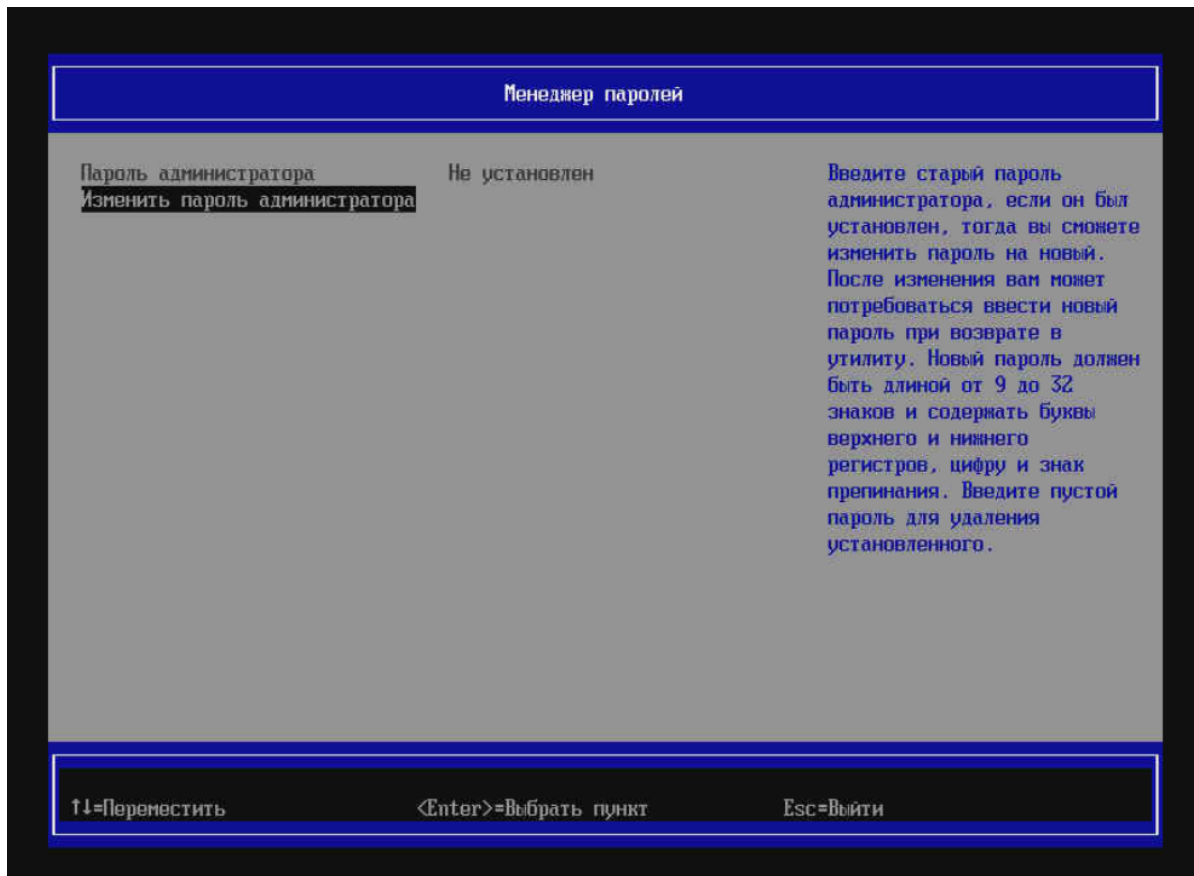 Менеджер паролей
Пароль администратора Не установлен
Изменить пароль администратора
Введите старый пароль
администратора, если он был
установлен, тогда вы сможете
изменить пароль на новый.
После изменения вам может
потребоваться ввести новый
пароль при возврате в
утилиту. Новый пароль должен
быть длиной от 9 до 32
знаков и содержать буквы
верхнего и нижнего
регистров, цифру и знак
препинания. Введите пустой
пароль для удаления
установленного.
↑↓=Переместить <Enter>=Выбрать пункт Esc=Выйти